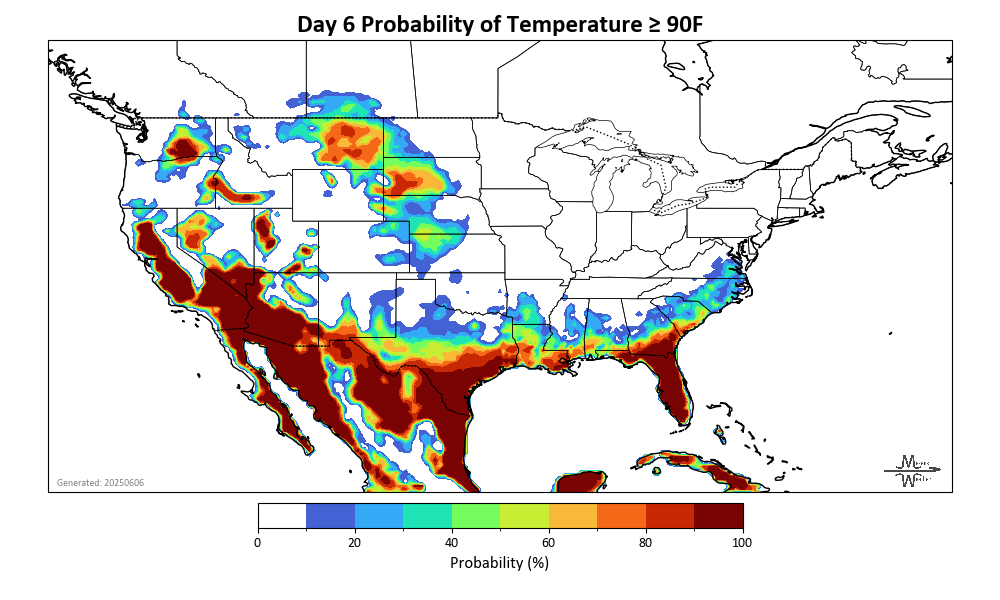 Day 6 Probability of Temperature ≥ 90F
Generated: 20250606
0 20 40 60 80 100
Probability (%)